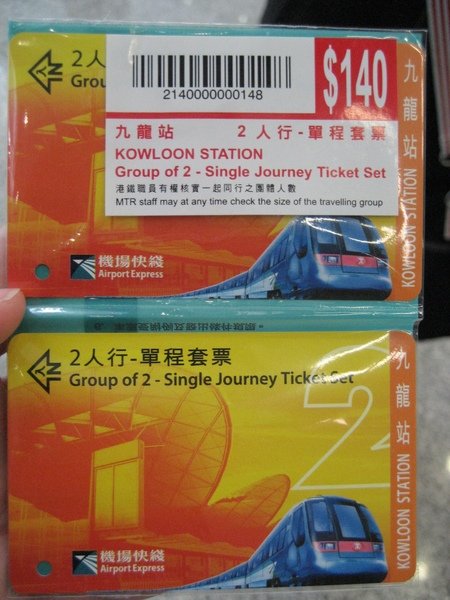 2人
Grou
2140000000148
$140
九龍站 2人行-單程套票
KOWLOON STATION
Group of 2 - Single Journey Ticket Set
港鐵職員有權核實一起同行之團體人數
MTR staff may at any time check the size of the travelling group
九龍站
KOWLOON STATION
機場快綫
Airport Express
2人行-單程套票
Group of 2 - Single Journey Ticket Set
2
九龍站
KOWLOON STATION
機場快綫
Airport Express